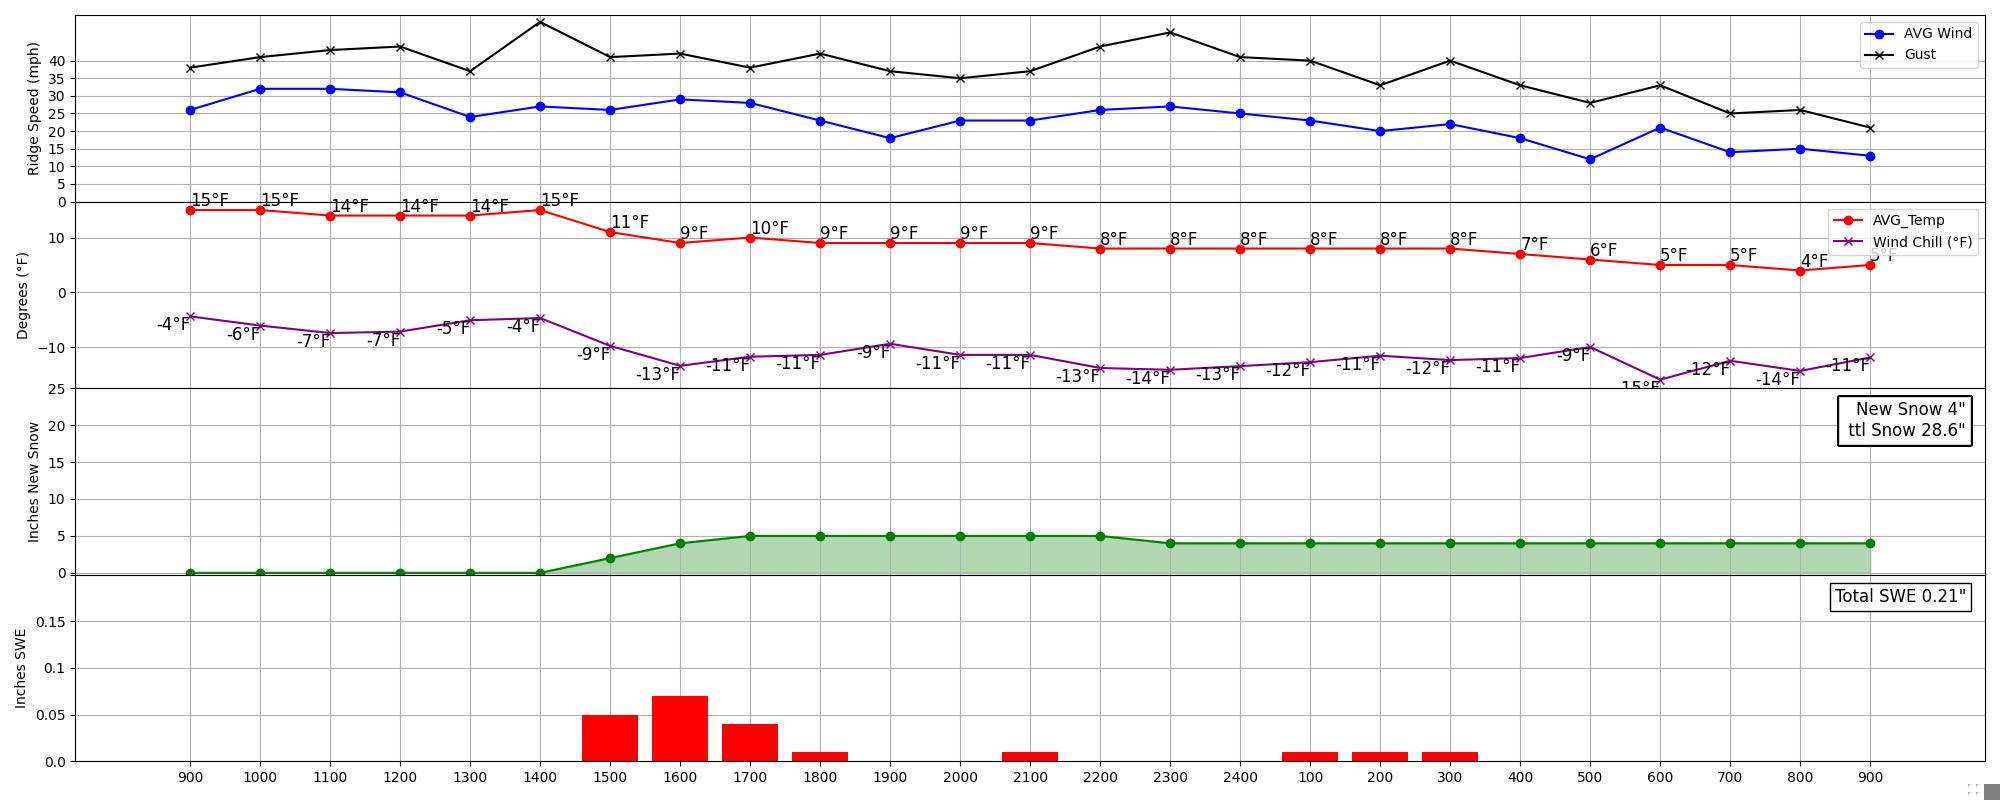 AVG Wind
Gust
Ridge Speed (mph)
40
35
30
25
20
15
10
5
0
15°F 15°F 14°F 14°F 14°F 15°F 11°F 9°F 10°F 9°F 9°F 9°F 9°F 8°F 8°F 8°F 8°F 8°F 8°F 7°F 6°F 5°F 5°F 4°F 5°F
AVG_Temp
Wind Chill (°F)
Degrees (°F)
10
0
−10
-4°F -6°F -7°F -7°F -5°F -4°F -9°F -13°F -11°F -11°F -9°F -11°F -11°F -13°F -14°F -13°F -12°F -11°F -12°F -11°F -9°F -15°F -12°F -14°F -11°F
New Snow 4"
ttl Snow 28.6"
Inches New Snow
25
20
15
10
5
0
Total SWE 0.21"
Inches SWE
0.15
0.1
0.05
0.0
900 1000 1100 1200 1300 1400 1500 1600 1700 1800 1900 2000 2100 2200 2300 2400 100 200 300 400 500 600 700 800 900